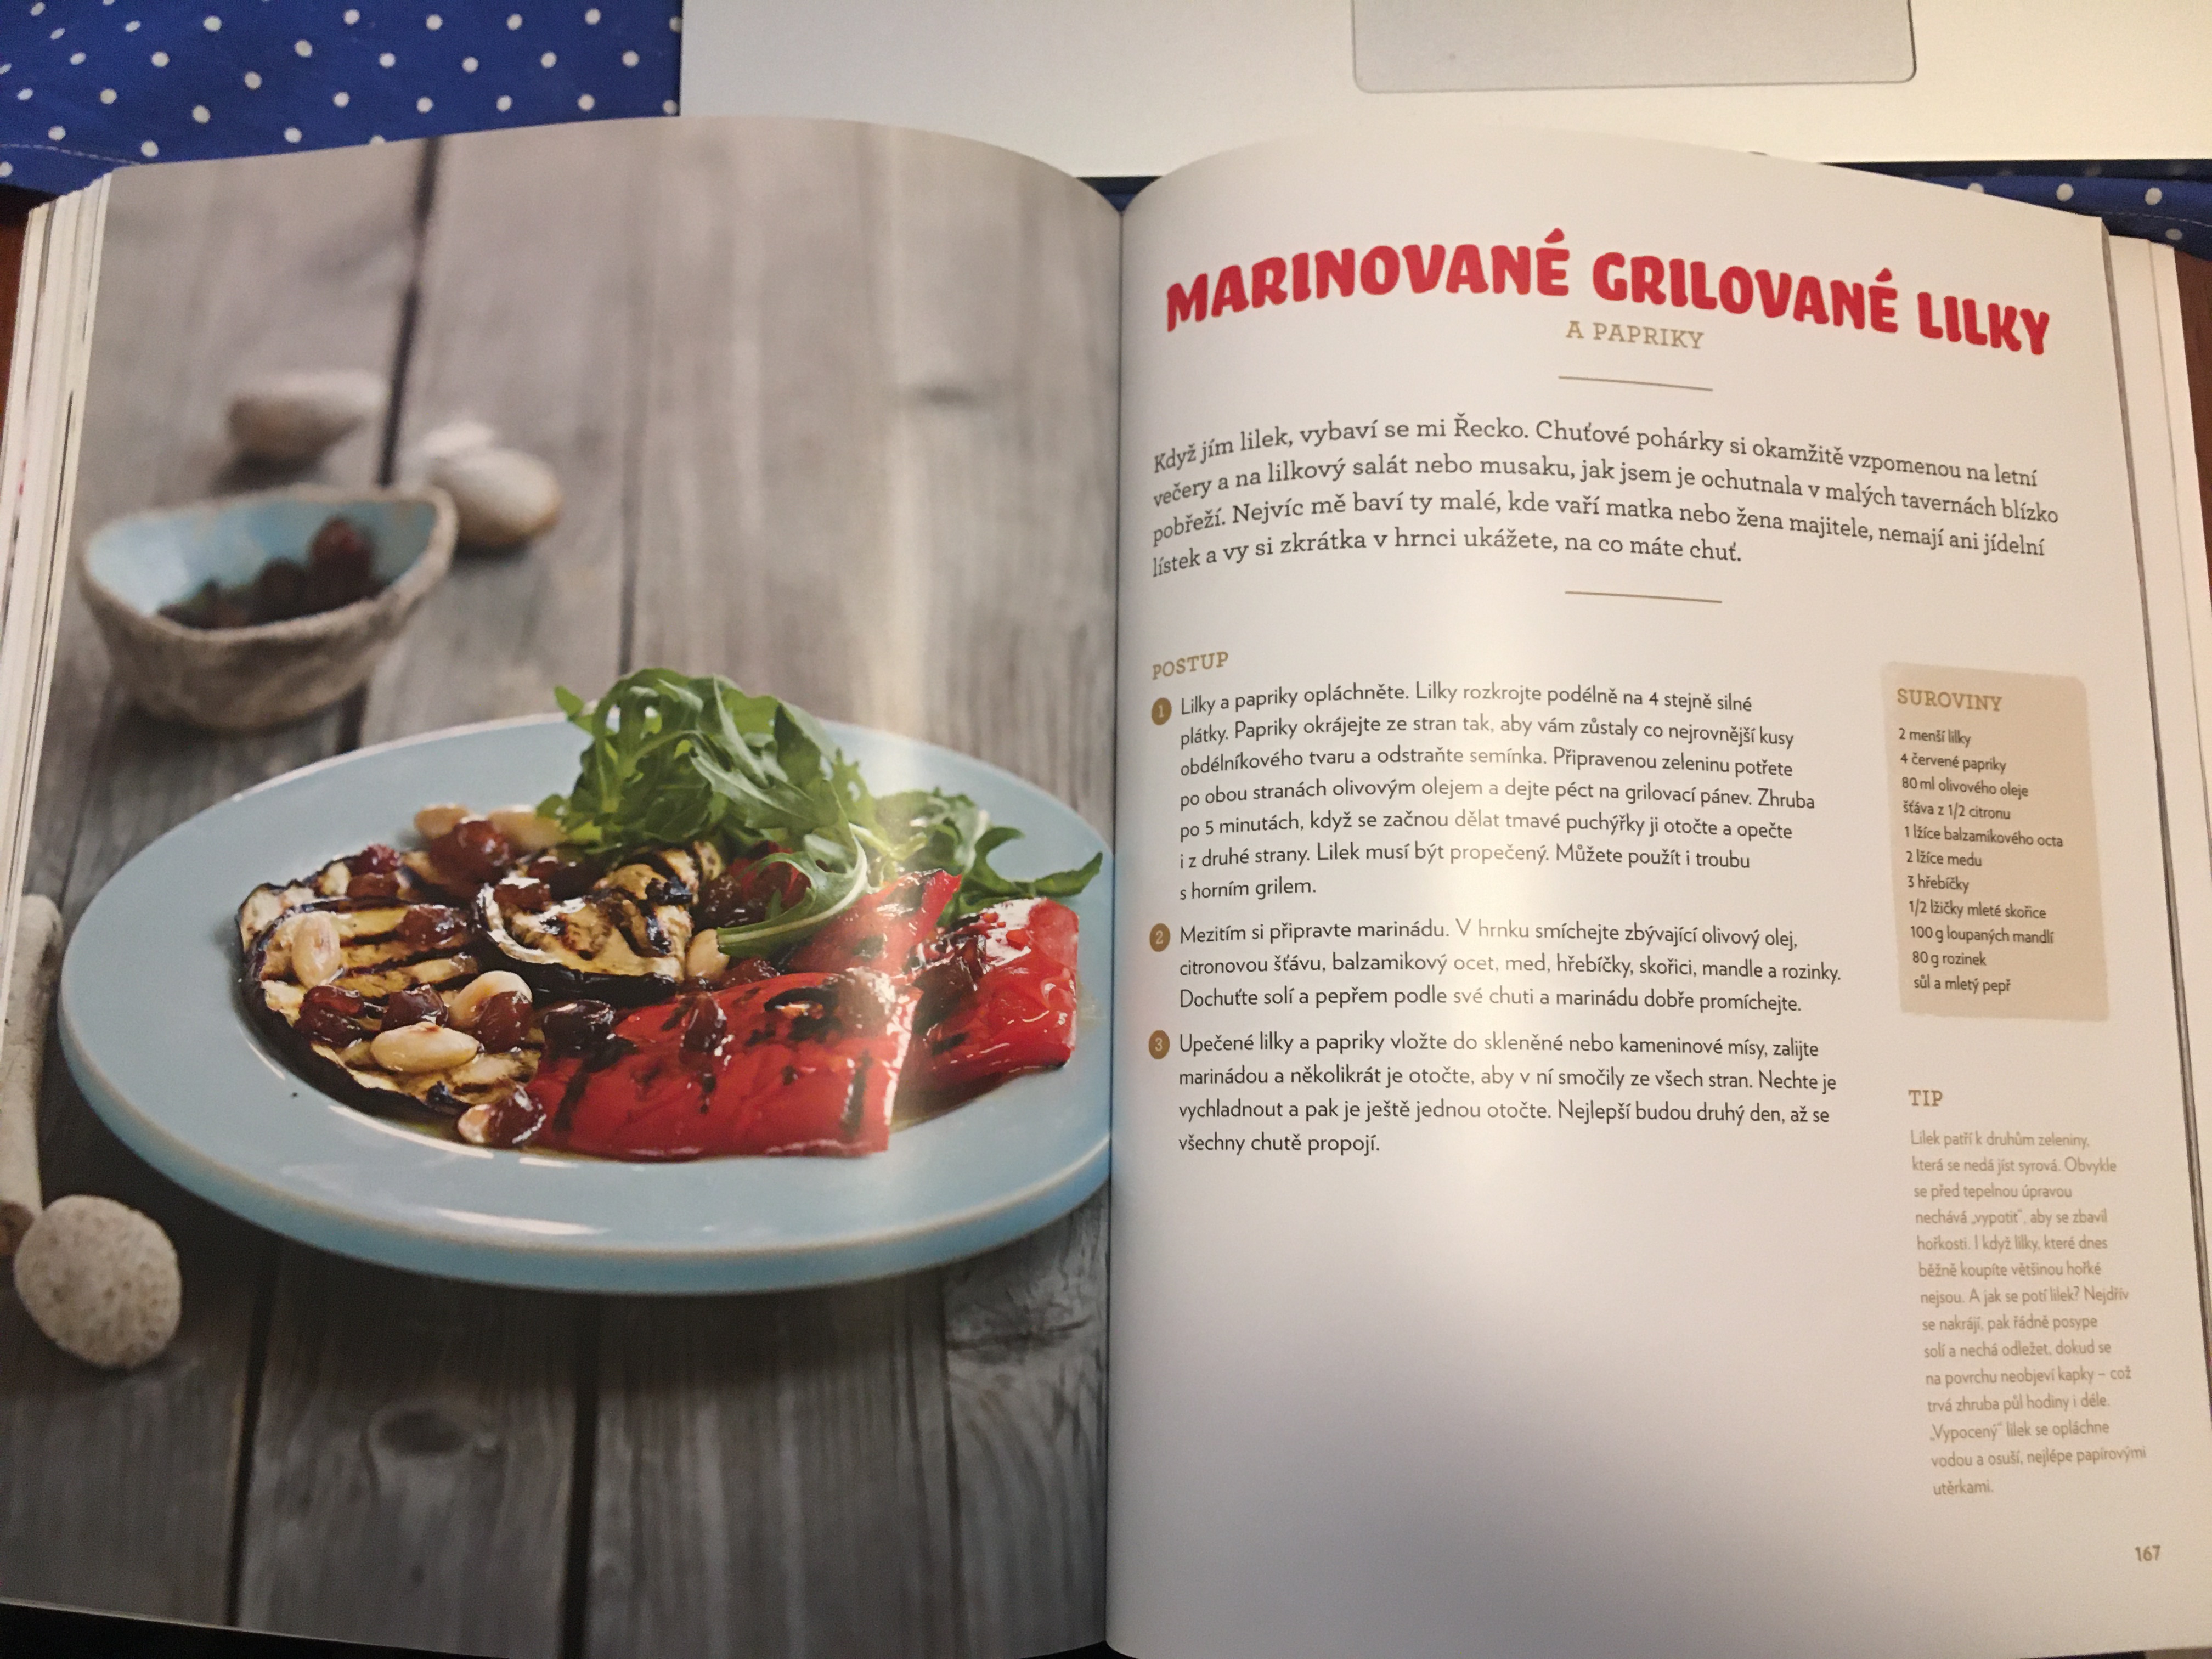 MARINOVANÉ GRILOVANÉ LILKY
A PAPRIKY
Když jím lilek, vybaví se mi Řecko. Chuťové pohárky si okamžitě vzpomenou na letní
večery a na lilkový salát nebo musaku, jak jsem je ochutnala v malých tavernách blízko
pobřeží. Nejvíc mě baví ty malé, kde vaří matka nebo žena majitele, nemají ani jídelní
lístek a vy si zkrátka v hrnci ukážete, na co máte chuť.
POSTUP
1 Lilky a papriky opláchněte. Lilky rozkrojte podélně na 4 stejně silné
plátky. Papriky okrájejte ze stran tak, aby vám zůstaly co nejrovnější kusy
obdélníkového tvaru a odstraňte semínka. Připravenou zeleninu potřete
po obou stranách olivovým olejem a dejte péct na grilovací pánev. Zhruba
po 5 minutách, když se začnou dělat tmavé puchýřky ji otočte a opečte
i z druhé strany. Lilek musí být propečený. Můžete použít i troubu
s horním grilem.
2 Mezitím si připravte marinádu. V hrnku smíchejte zbývající olivový olej,
citronovou šťávu, balzamikový ocet, med, hřebíčky, skořici, mandle a rozinky.
Dochuťte solí a pepřem podle své chuti a marinádu dobře promíchejte.
3 Upečené lilky a papriky vložte do skleněné nebo kameninové mísy, zalijte
marinádou a několikrát je otočte, aby v ní smočily ze všech stran. Nechte je
vychladnout a pak je ještě jednou otočte. Nejlepší budou druhý den, až se
všechny chutě propojí.
SUROVINY
2 menší lilky
4 červené papriky
80 ml olivového oleje
šťáva z 1/2 citronu
1 lžíce balzamikového octa
2 lžíce medu
3 hřebíčky
1/2 lžičky mleté skořice
100 g loupaných mandlí
80 g rozinek
sůl a mletý pepř
TIP
Lilek patří k druhům zeleniny,
která se nedá jíst syrová. Obvykle
se před tepelnou úpravou
nechává „vypotit“, aby se zbavil
hořkosti. I když lilky, které dnes
běžně koupíte většinou hořké
nejsou. A jak se potí lilek? Nejdřív
se nakrájí, pak řádně posype
solí a nechá odležet, dokud se
na povrchu neobjeví kapky – což
trvá zhruba půl hodiny i déle.
„Vypocený“ lilek se opláchne
vodou a osuší, nejlépe papírovými
utěrkami.
167